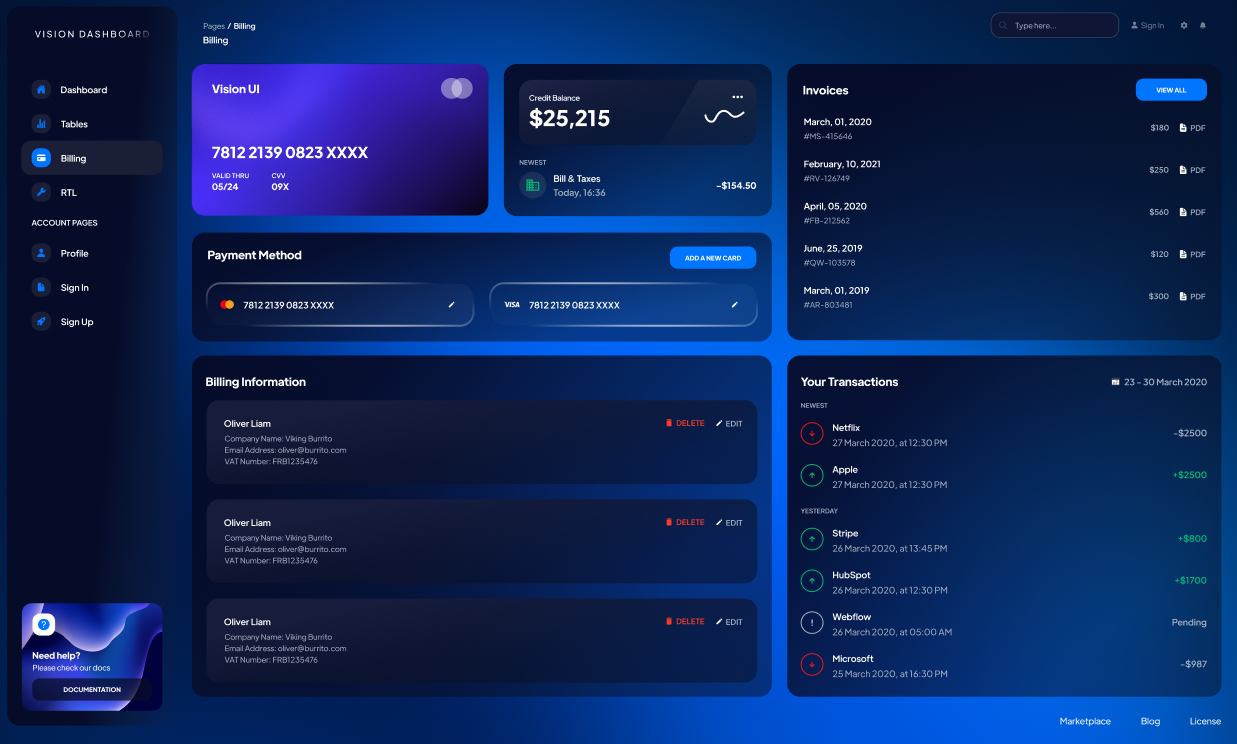 VISION DASHBOARD
Dashboard
Tables
Billing
RTL
ACCOUNT PAGES
Profile
Sign In
Sign Up
Need help?
Please check our docs
DOCUMENTATION
Pages / Billing
Billing
Type here...
Sign In
Vision UI
7812 2139 0823 XXXX
VALID THRU CVV
05/24 09X
Credit Balance
$25,215
NEWEST
Bill & Taxes
Today, 16:36
-$154.50
Payment Method
ADD A NEW CARD
7812 2139 0823 XXXX
VISA 7812 2139 0823 XXXX
Invoices
VIEW ALL
March, 01, 2020
#MS-415646
$180 PDF
February, 10, 2021
#RV-126749
$250 PDF
April, 05, 2020
#FB-212562
$560 PDF
June, 25, 2019
#QW-103578
$120 PDF
March, 01, 2019
#AR-803481
$300 PDF
Billing Information
Oliver Liam
DELETE EDIT
Company Name: Viking Burrito
Email Address: oliver@burrito.com
VAT Number: FRB1235476
Oliver Liam
DELETE EDIT
Company Name: Viking Burrito
Email Address: oliver@burrito.com
VAT Number: FRB1235476
Oliver Liam
DELETE EDIT
Company Name: Viking Burrito
Email Address: oliver@burrito.com
VAT Number: FRB1235476
Your Transactions
23 - 30 March 2020
NEWEST
Netflix
27 March 2020, at 12:30 PM
-$2500
Apple
27 March 2020, at 12:30 PM
+$2500
YESTERDAY
Stripe
26 March 2020, at 13:45 PM
+$800
HubSpot
26 March 2020, at 12:30 PM
+$1700
Webflow
26 March 2020, at 05:00 AM
Pending
Microsoft
25 March 2020, at 16:30 PM
-$987
Marketplace Blog License